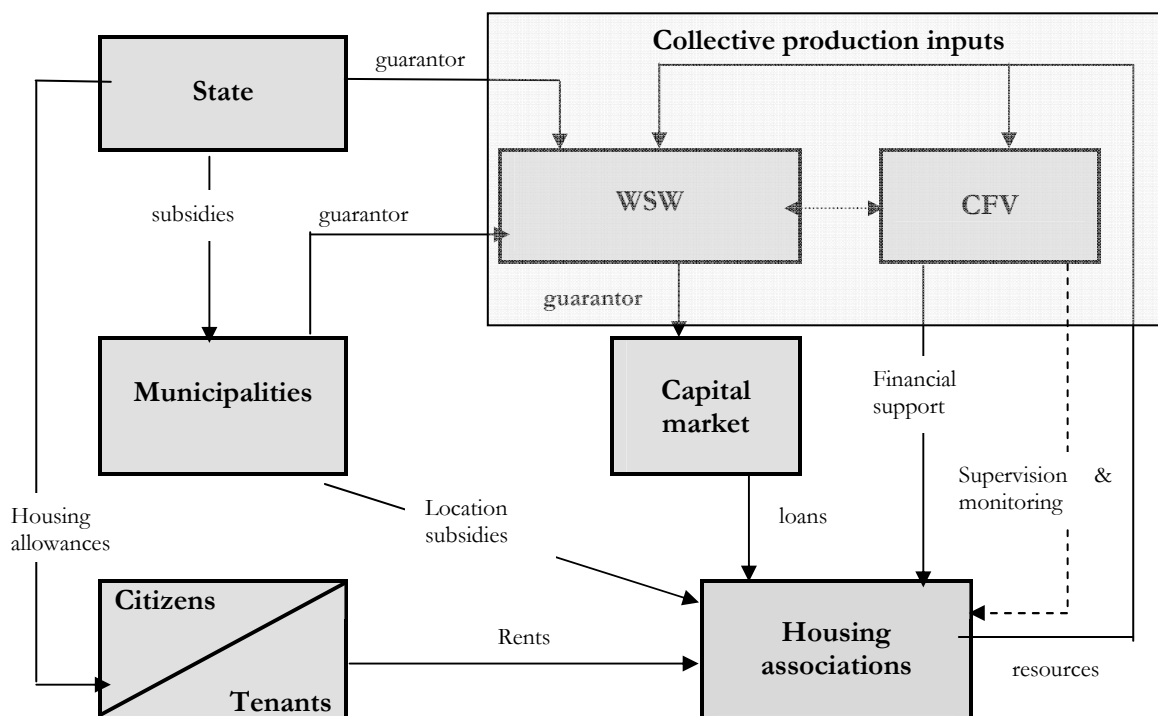 Collective production inputs
guarantor
State
WSW
CFV
subsidies
guarantor
guarantor
Municipalities
Capital
market
Financial
support
Supervision &
monitoring
Housing
allowances
Location
subsidies
loans
Citizens
Tenants
Rents
Housing
associations
resources